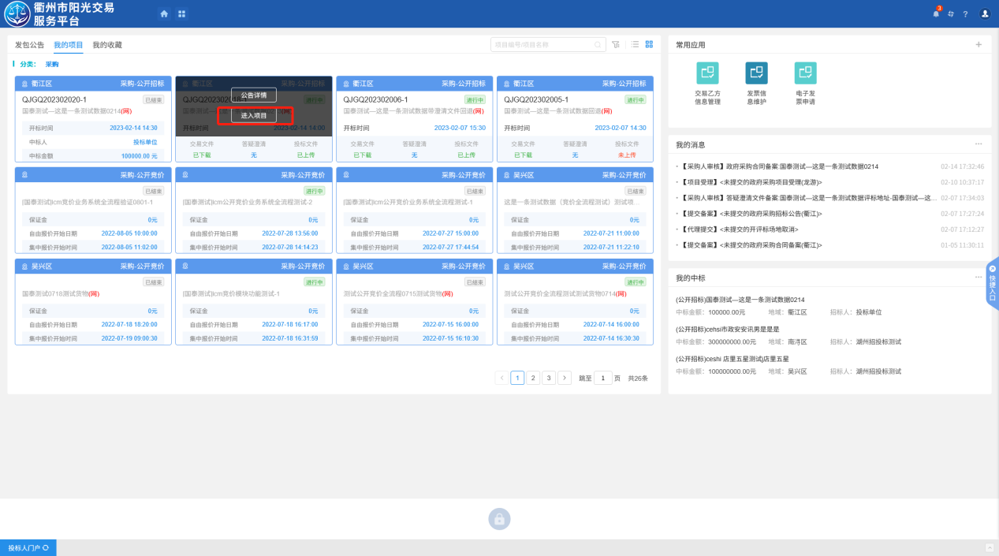 衢州市阳光交易
服务平台
3
?
发包公告 我的项目 我的收藏
项目编号/项目名称
分类： 采购
衢江区 采购-公开招标
QJGQ202302020-1 已结束
国泰测试—这是一条测试数据0214(网)
开标时间 2023-02-14 14:30
中标人 投标单位
中标金额 100000.00 元
衢江区 采购-公开招标
公告详情
QJGQ202302018-1 进行中
进入项目
开标时间 2023-02-14 14:00
交易文件 答疑澄清 投标文件
已下载 无 已上传
衢江区 采购-公开招标
QJGQ202302006-1 进行中
国泰测试—这是一条测试数据带澄清文件回退(网)
开标时间 2023-02-07 15:30
交易文件 答疑澄清 投标文件
已下载 无 已上传
衢江区 采购-公开招标
QJGQ202302005-1 进行中
国泰测试—这是一条测试数据回退(网)
开标时间 2023-02-07 14:30
交易文件 答疑澄清 投标文件
已下载 无 未上传
采购-公开竞价
已结束
[国泰测试]lcm竞价业务系统全流程验证0801-1
保证金 0元
自由报价开始日期 2022-08-05 10:00:00
集中报价开始时间 2022-08-05 11:02:00
采购-公开竞价
进行中
[国泰测试]lcm公开竞价业务系统全流程测试-2
保证金 0元
自由报价开始日期 2022-07-28 13:56:00
集中报价开始时间 2022-07-28 14:14:23
采购-公开竞价
已结束
[国泰测试]lcm公开竞价业务系统全流程测试-1
保证金 0元
自由报价开始日期 2022-07-27 15:00:00
集中报价开始时间 2022-07-27 17:44:54
吴兴区 采购-公开竞价
已结束
这是一条测试数据（竞价全流程测试）测试项...
保证金 0元
自由报价开始日期 2022-07-21 11:00:00
集中报价开始时间 2022-07-21 11:22:10
吴兴区 采购-公开竞价
已结束
国泰测试0718测试货物(网)
保证金 0元
自由报价开始日期 2022-07-18 18:20:00
集中报价开始时间 2022-07-19 09:00:30
采购-公开竞价
进行中
[国泰测试]lcm竞价模块功能测试-1
保证金 0元
自由报价开始日期 2022-07-18 16:17:00
集中报价开始时间 2022-07-18 16:31:59
吴兴区 采购-公开竞价
已结束
测试公开竞价全流程0715测试货物(网)
保证金 0元
自由报价开始日期 2022-07-15 16:00:00
集中报价开始时间 2022-07-15 16:10:30
吴兴区 采购-公开竞价
进行中
测试公开竞价全流程测试测试货物0714(网)
保证金 0元
自由报价开始日期 2022-07-14 16:00:00
集中报价开始时间 2022-07-14 16:30:30
< 1 2 3 > 跳至 1 页 共26条
常用应用 +
交易乙方
信息管理
发票信
息维护
电子发
票申请
我的消息 ...
·【采购人审核】政府采购合同备案:国泰测试—这是一条测试数据0214 02-14 17:32:46
·【项目受理】<未提交的政府采购项目受理(龙游)> 02-10 10:37:17
·【采购人审核】答疑澄清文件备案:国泰测试—这是一条测试数据评标地址-国泰测试—这... 02-07 17:34:03
·【提交备案】<未提交的政府采购招标公告(衢江)> 02-07 17:27:24
·【代理提交】<未提交的开评标场地取消> 02-07 17:12:27
·【提交备案】<未提交的政府采购合同备案(衢江)> 01-05 11:30:11
我的中标 ...
(公开招标)国泰测试—这是一条测试数据0214
中标金额：100000.00元 地域：衢江区 招标人：投标单位
(公开招标)cehsi市政安安讯男是是是
中标金额：300000000.00元 地域：南浔区 招标人：湖州招投标测试
(公开招标)ceshi 店里五星测试j店里五星
中标金额：100000000.00元 地域：吴兴区 招标人：湖州招投标测试
快捷入口
投标人门户